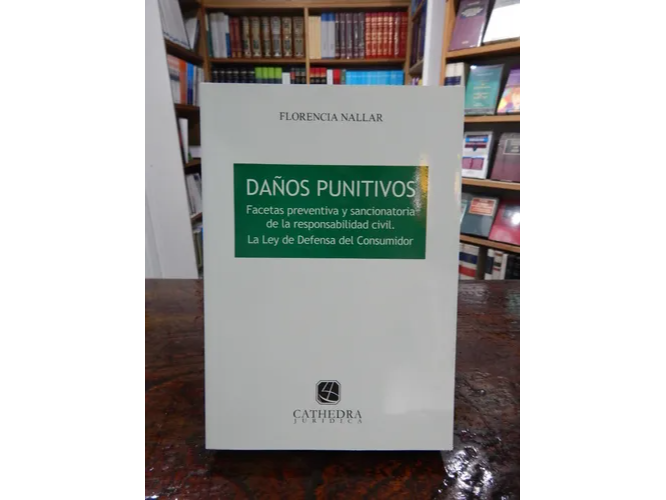 FLORENCIA NALLAR
DAÑOS PUNITIVOS
Facetas preventiva y sancionatoria
de la responsabilidad civil.
La Ley de Defensa del Consumidor
CATHEDRA
JURÍDICA